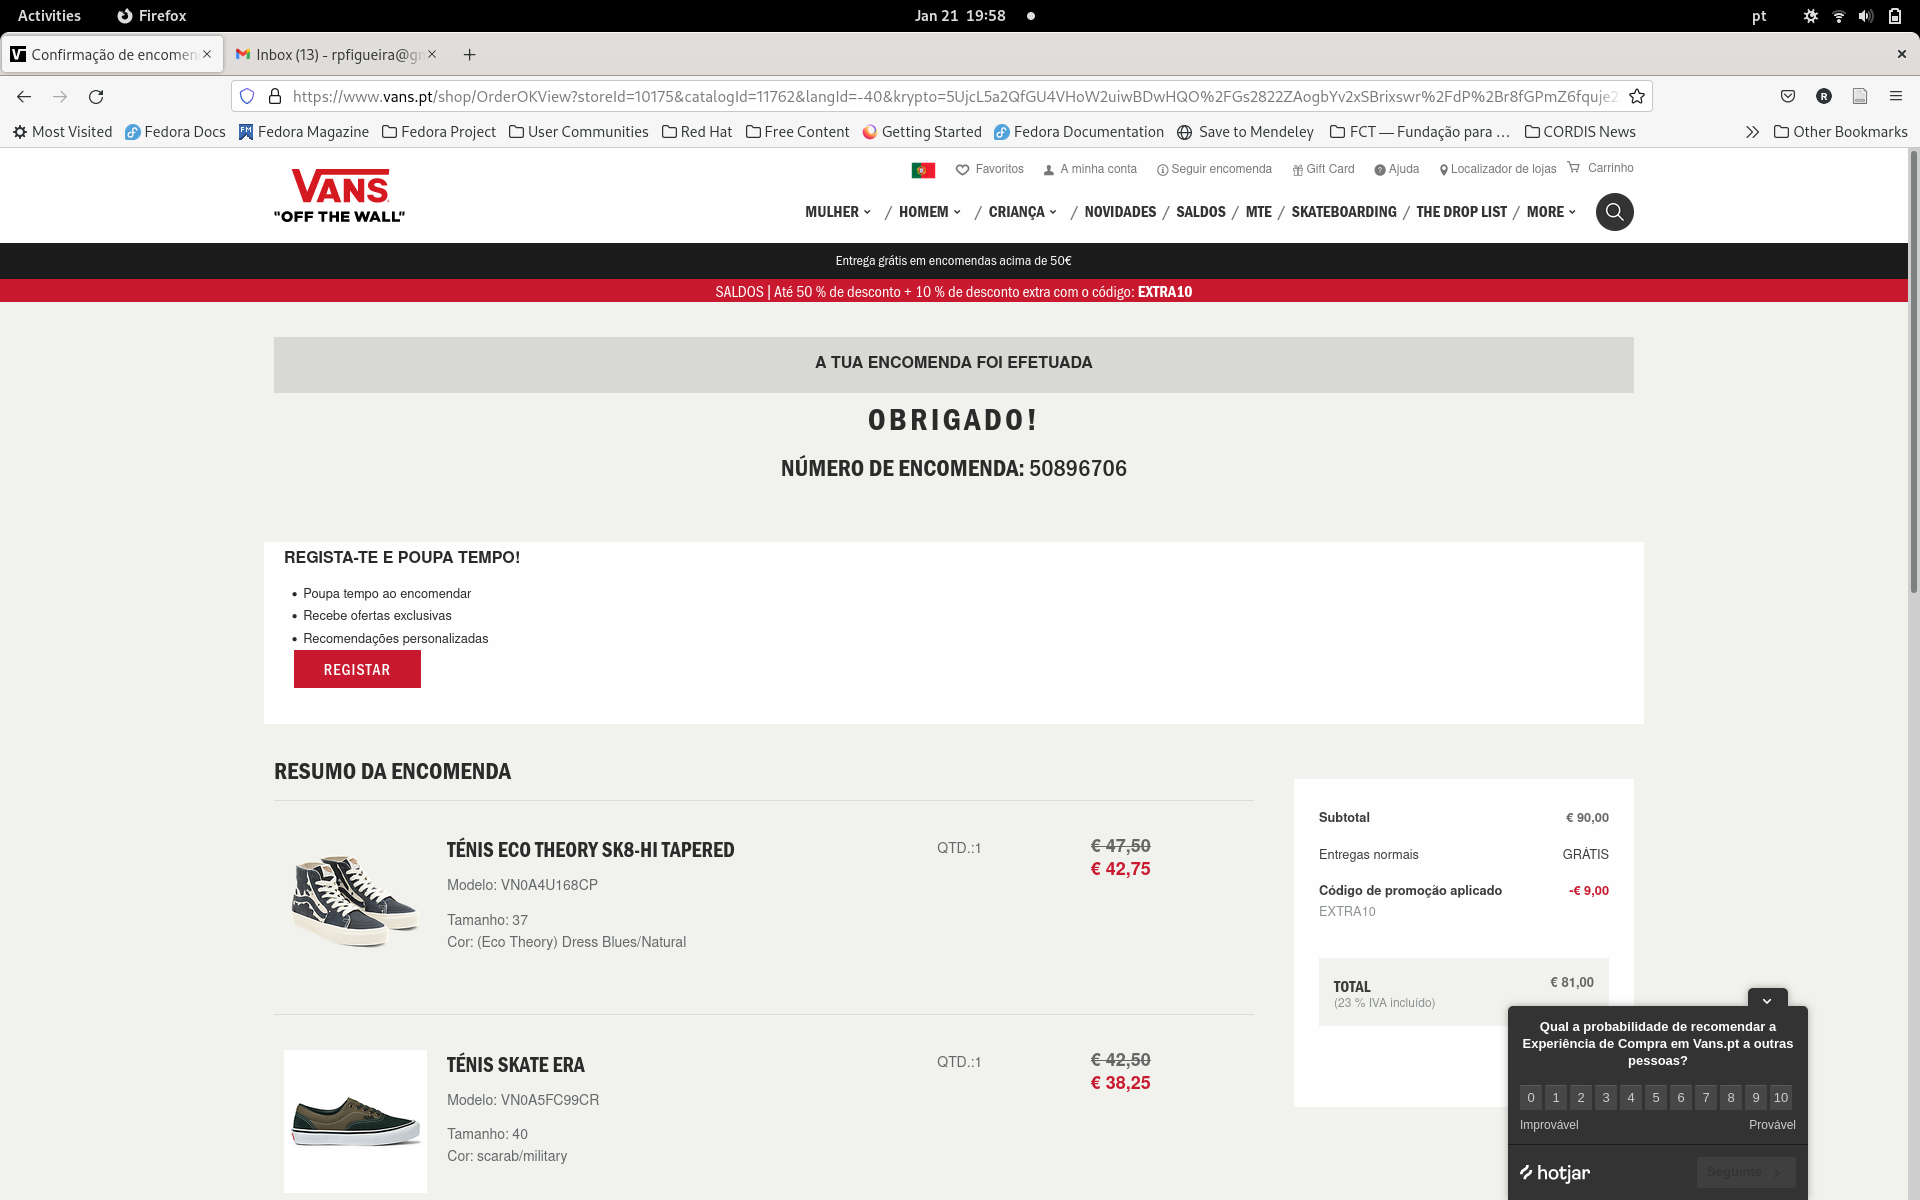 Activities
Firefox
Jan 21 19:58
pt
Confirmação de encomen
Inbox (13) - rpfigueira@g
https://www.vans.pt/shop/OrderOKView?storeId=10175&catalogId=11762&langId=-40&krypto=5UjcL5a2QfGU4VHoW2uiwBDwHQO%2FGs2822ZAogbYv2xSBrixswr%2FdP%2Br8fGPmZ6fquje2
Most Visited
Fedora Docs
Fedora Magazine
Fedora Project
User Communities
Red Hat
Free Content
Getting Started
Fedora Documentation
Save to Mendeley
FCT — Fundação para ...
CORDIS News
Other Bookmarks
VANS
"OFF THE WALL"
Favoritos
A minha conta
Seguir encomenda
Gift Card
Ajuda
Localizador de lojas
Carrinho
MULHER / HOMEM / CRIANÇA / NOVIDADES / SALDOS / MTE / SKATEBOARDING / THE DROP LIST / MORE
Entrega grátis em encomendas acima de 50€
SALDOS | Até 50 % de desconto + 10 % de desconto extra com o código: EXTRA10
A TUA ENCOMENDA FOI EFETUADA
OBRIGADO!
NÚMERO DE ENCOMENDA: 50896706
REGISTA-TE E POUPA TEMPO!
• Poupa tempo ao encomendar
• Recebe ofertas exclusivas
• Recomendações personalizadas
REGISTAR
RESUMO DA ENCOMENDA
TÉNIS ECO THEORY SK8-HI TAPERED
QTD.:1
€ 47,50
€ 42,75
Modelo: VN0A4U168CP
Tamanho: 37
Cor: (Eco Theory) Dress Blues/Natural
TÉNIS SKATE ERA
QTD.:1
€ 42,50
€ 38,25
Modelo: VN0A5FC99CR
Tamanho: 40
Cor: scarab/military
Subtotal € 90,00
Entregas normais GRÁTIS
Código de promoção aplicado -€ 9,00
EXTRA10
TOTAL € 81,00
(23 % IVA incluído)
Qual a probabilidade de recomendar a
Experiência de Compra em Vans.pt a outras
pessoas?
0 1 2 3 4 5 6 7 8 9 10
Improvável Provável
hotjar
Seguinte